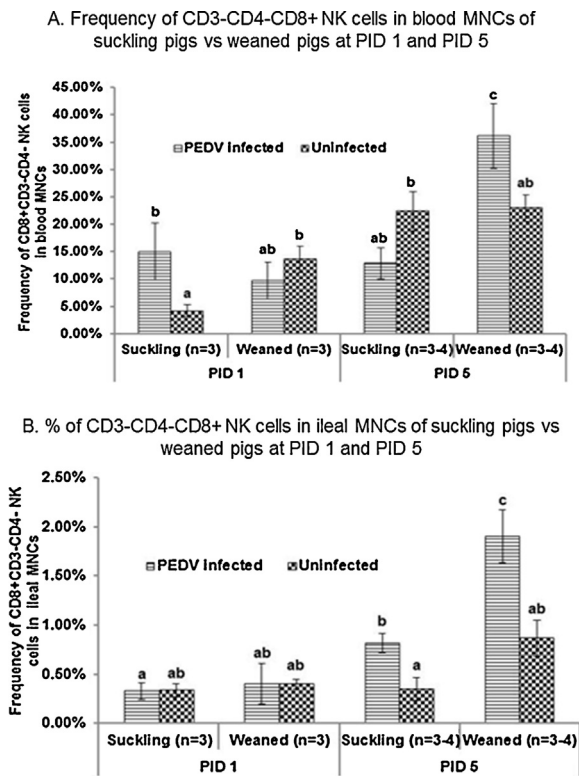 A. Frequency of CD3-CD4-CD8+ NK cells in blood MNCs of
suckling pigs vs weaned pigs at PID 1 and PID 5
Frequency of CD8+CD3-CD4- NK cells
in blood MNCs
45.00%
40.00%
35.00%
30.00%
25.00%
20.00%
15.00%
10.00%
5.00%
0.00%
PEDV infected Uninfected
b
a
ab
b
ab
b
c
ab
Suckling (n=3) Weaned (n=3) Suckling (n=3-4) Weaned (n=3-4)
PID 1 PID 5
B. % of CD3-CD4-CD8+ NK cells in ileal MNCs of suckling pigs vs
weaned pigs at PID 1 and PID 5
Frequency of CD8+CD3-CD4- NK
cells in ileal MNCs
2.50%
2.00%
1.50%
1.00%
0.50%
0.00%
PEDV infected Uninfected
a
ab
ab
ab
b
a
c
ab
Suckling (n=3) Weaned (n=3) Suckling (n=3-4) Weaned (n=3-4)
PID 1 PID 5